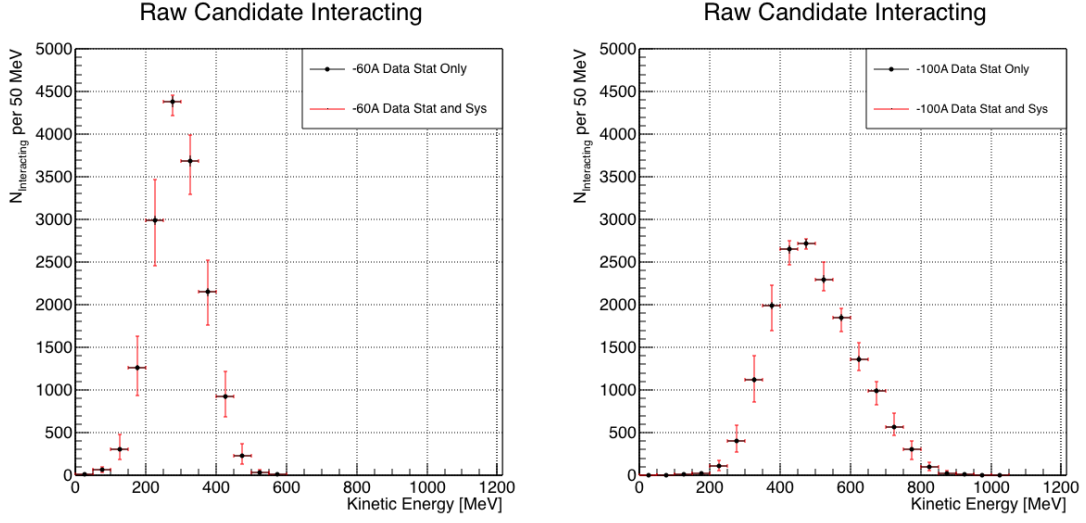 Raw Candidate Interacting
N_Interacting per 50 MeV
5000
4500
4000
3500
3000
2500
2000
1500
1000
500
0
-60A Data Stat Only
-60A Data Stat and Sys
0 200 400 600 800 1000 1200
Kinetic Energy [MeV]
Raw Candidate Interacting
N_Interacting per 50 MeV
5000
4500
4000
3500
3000
2500
2000
1500
1000
500
0
-100A Data Stat Only
-100A Data Stat and Sys
0 200 400 600 800 1000 1200
Kinetic Energy [MeV]